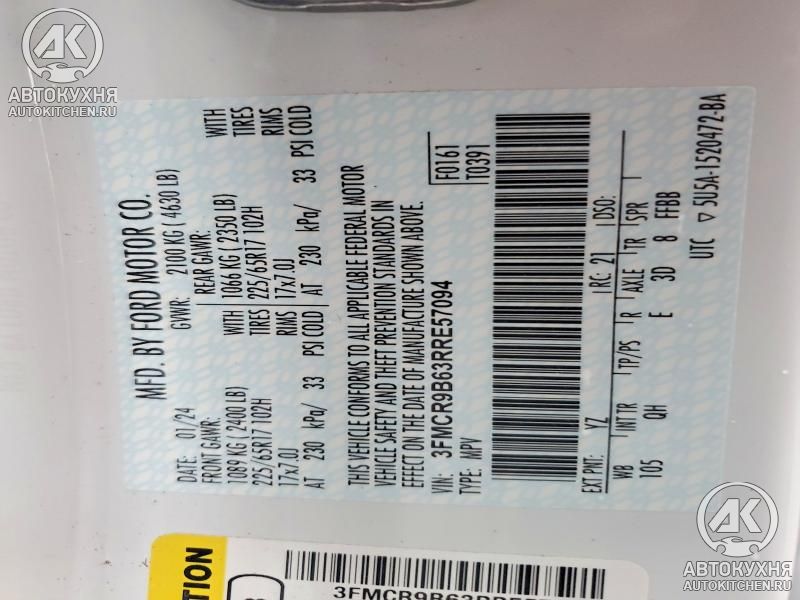 АВТОКУХНЯ
AUTOKITCHEN.RU
MFD. BY FORD MOTOR CO.
DATE: 01/24 GVWR: 2100 KG ( 4630 LB)
FRONT GAWR: REAR GAWR:
1089 KG ( 2400 LB) WITH 1066 KG ( 2350 LB) WITH
225/65R17 102H TIRES 225/65R17 102H TIRES
17x7.0J RIMS 17x7.0J RIMS
AT 230 kPa/ 33 PSI COLD AT 230 kPa/ 33 PSI COLD
THIS VEHICLE CONFORMS TO ALL APPLICABLE FEDERAL MOTOR
VEHICLE SAFETY AND THEFT PREVENTION STANDARDS IN
EFFECT ON THE DATE OF MANUFACTURE SHOWN ABOVE.
VIN: 3FMCR9B63RRE57094 F0161
TYPE: MPV T0391
EXT PNT: YZ RC: 21 DSO:
WB INT TR TP/PS R AXLE TR SPR
105 QH E 3D 8 FFBB
UTC ▽ 5U5A-1520472-BA
TION
АВТОКУХНЯ
AUTOKITCHEN.RU